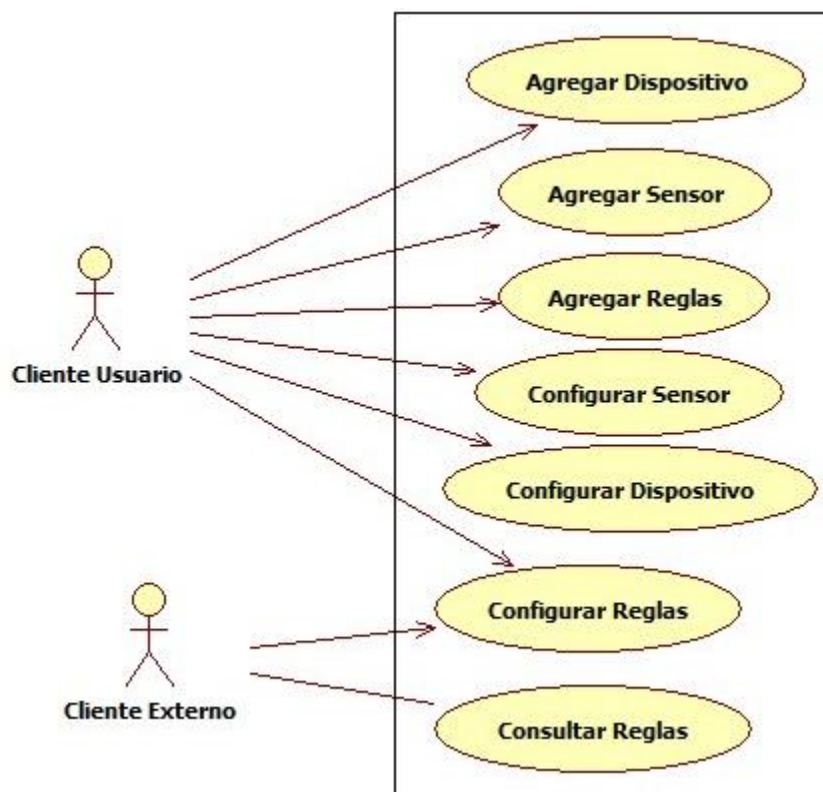 Agregar Dispositivo
Agregar Sensor
Agregar Reglas
Cliente Usuario
Configurar Sensor
Configurar Dispositivo
Configurar Reglas
Cliente Externo
Consultar Reglas